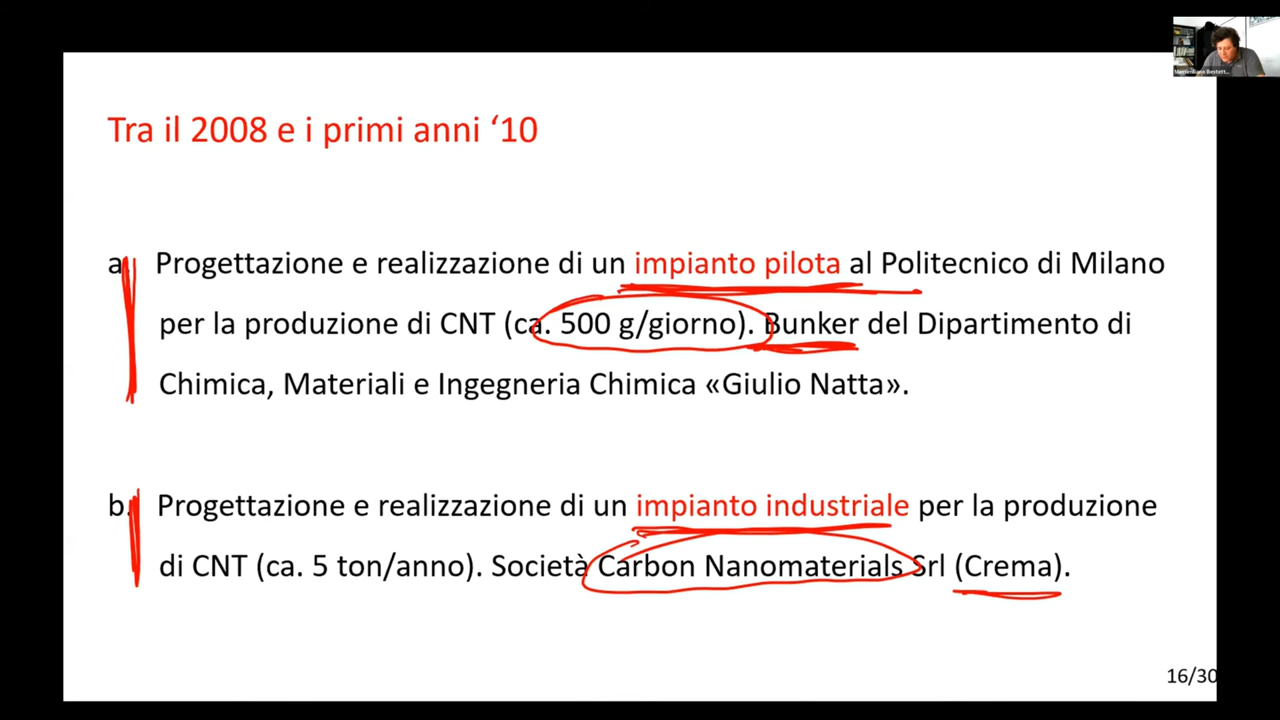 Massimiliano Bestett...
Tra il 2008 e i primi anni ‘10
a. Progettazione e realizzazione di un impianto pilota al Politecnico di Milano
per la produzione di CNT (ca. 500 g/giorno). Bunker del Dipartimento di
Chimica, Materiali e Ingegneria Chimica «Giulio Natta».
b. Progettazione e realizzazione di un impianto industriale per la produzione
di CNT (ca. 5 ton/anno). Società Carbon Nanomaterials Srl (Crema).
16/30